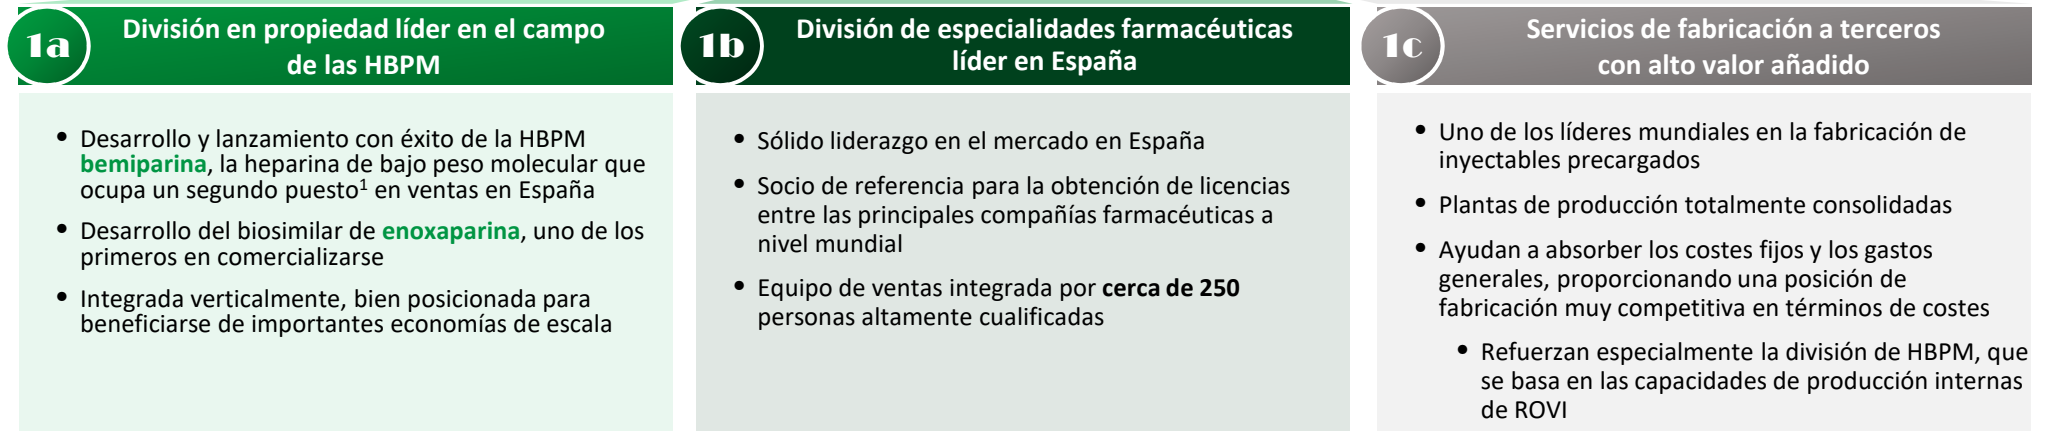 1a
División en propiedad líder en el campo
de las HBPM
• Desarrollo y lanzamiento con éxito de la HBPM
bemiparina, la heparina de bajo peso molecular que
ocupa un segundo puesto¹ en ventas en España
• Desarrollo del biosimilar de enoxaparina, uno de los
primeros en comercializarse
• Integrada verticalmente, bien posicionada para
beneficiarse de importantes economías de escala
1b
División de especialidades farmacéuticas
líder en España
• Sólido liderazgo en el mercado en España
• Socio de referencia para la obtención de licencias
entre las principales compañías farmacéuticas a
nivel mundial
• Equipo de ventas integrada por cerca de 250
personas altamente cualificadas
1c
Servicios de fabricación a terceros
con alto valor añadido
• Uno de los líderes mundiales en la fabricación de
inyectables precargados
• Plantas de producción totalmente consolidadas
• Ayudan a absorber los costes fijos y los gastos
generales, proporcionando una posición de
fabricación muy competitiva en términos de costes
• Refuerzan especialmente la división de HBPM, que
se basa en las capacidades de producción internas
de ROVI